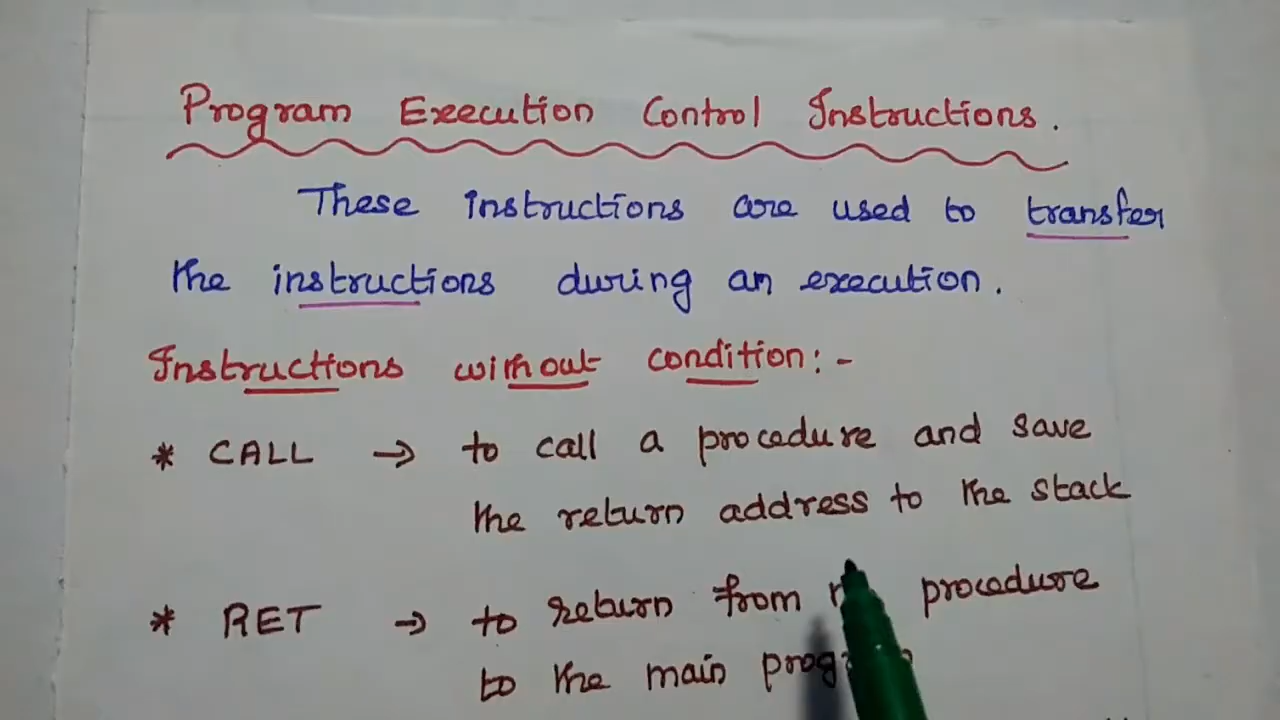 Program Execution Control Instructions.
These instructions are used to transfer
the instructions during an execution.
Instructions without condition:-
* CALL → to call a procedure and save
the return address to the stack
* RET → to return from procedure
to the main